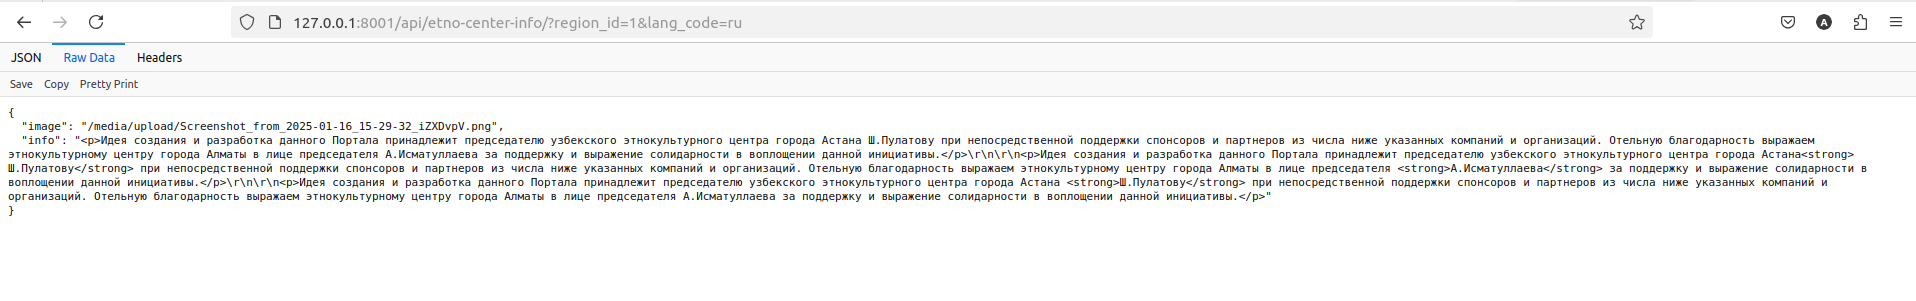 127.0.0.1:8001/api/etno-center-info/?region_id=1&lang_code=ru
A
JSON Raw Data Headers
Save Copy Pretty Print
{
"image": "/media/upload/Screenshot_from_2025-01-16_15-29-32_iZXDvpV.png",
"info": "<p>Идея создания и разработка данного Портала принадлежит председателю узбекского этнокультурного центра города Астана Ш.Пулатову при непосредственной поддержки спонсоров и партнеров из числа ниже указанных компаний и организаций. Отельную благодарность выражаем
этнокультурному центру города Алматы в лице председателя А.Исматуллаева за поддержку и выражение солидарности в воплощении данной инициативы.</p>\r\n\r\n<p>Идея создания и разработка данного Портала принадлежит председателю узбекского этнокультурного центра города Астана<strong>
Ш.Пулатову</strong> при непосредственной поддержки спонсоров и партнеров из числа ниже указанных компаний и организаций. Отельную благодарность выражаем этнокультурному центру города Алматы в лице председателя <strong>А.Исматуллаева</strong> за поддержку и выражение солидарности в
воплощении данной инициативы.</p>\r\n\r\n<p>Идея создания и разработка данного Портала принадлежит председателю узбекского этнокультурного центра города Астана <strong>Ш.Пулатову</strong> при непосредственной поддержки спонсоров и партнеров из числа ниже указанных компаний и
организаций. Отельную благодарность выражаем этнокультурному центру города Алматы в лице председателя А.Исматуллаева за поддержку и выражение солидарности в воплощении данной инициативы.</p>"
}